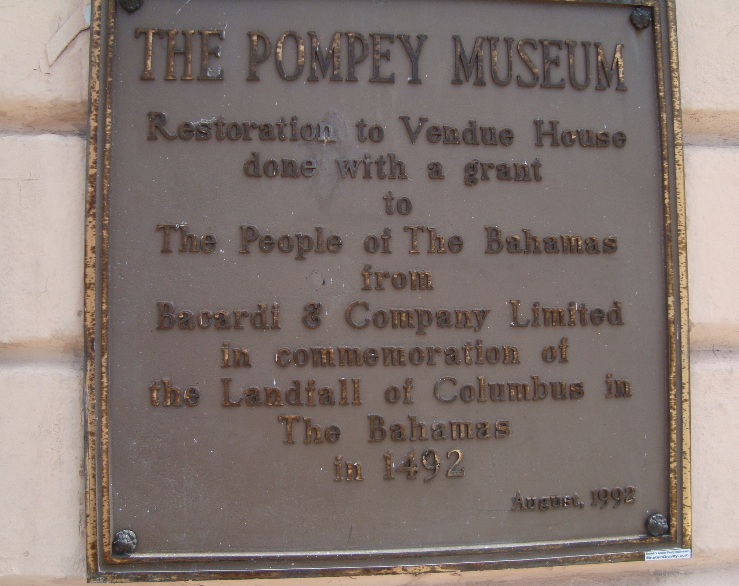 THE POMPEY MUSEUM
Restoration to Vendue House
done with a grant
to
The People of The Bahamas
from
Bacardi & Company Limited
in commemoration of
the Landfall of Columbus in
The Bahamas
in 1492
August, 1992